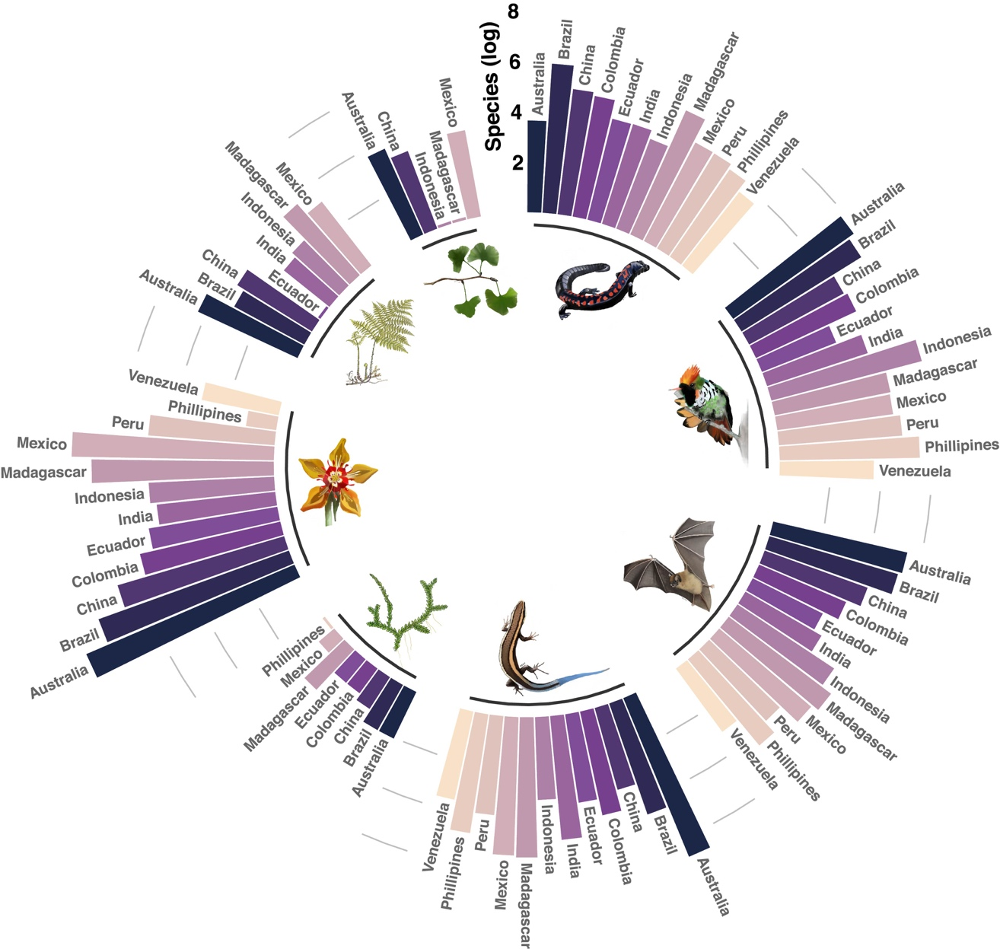 Species (log)
8
6
4
2
Australia
Brazil
China
Colombia
Ecuador
India
Indonesia
Madagascar
Mexico
Peru
Phillipines
Venezuela
Australia
Brazil
China
Colombia
Ecuador
India
Indonesia
Madagascar
Mexico
Peru
Phillipines
Venezuela
Australia
Brazil
China
Colombia
Ecuador
India
Indonesia
Madagascar
Mexico
Peru
Phillipines
Venezuela
Australia
Brazil
China
Colombia
Ecuador
India
Indonesia
Madagascar
Mexico
Peru
Phillipines
Venezuela
Australia
Brazil
China
Colombia
Ecuador
Madagascar
Mexico
Phillipines
Australia
Brazil
China
Colombia
Ecuador
India
Indonesia
Madagascar
Mexico
Peru
Phillipines
Venezuela
Australia
Brazil
China
Ecuador
India
Indonesia
Madagascar
Mexico
Australia
China
Indonesia
Madagascar
Mexico